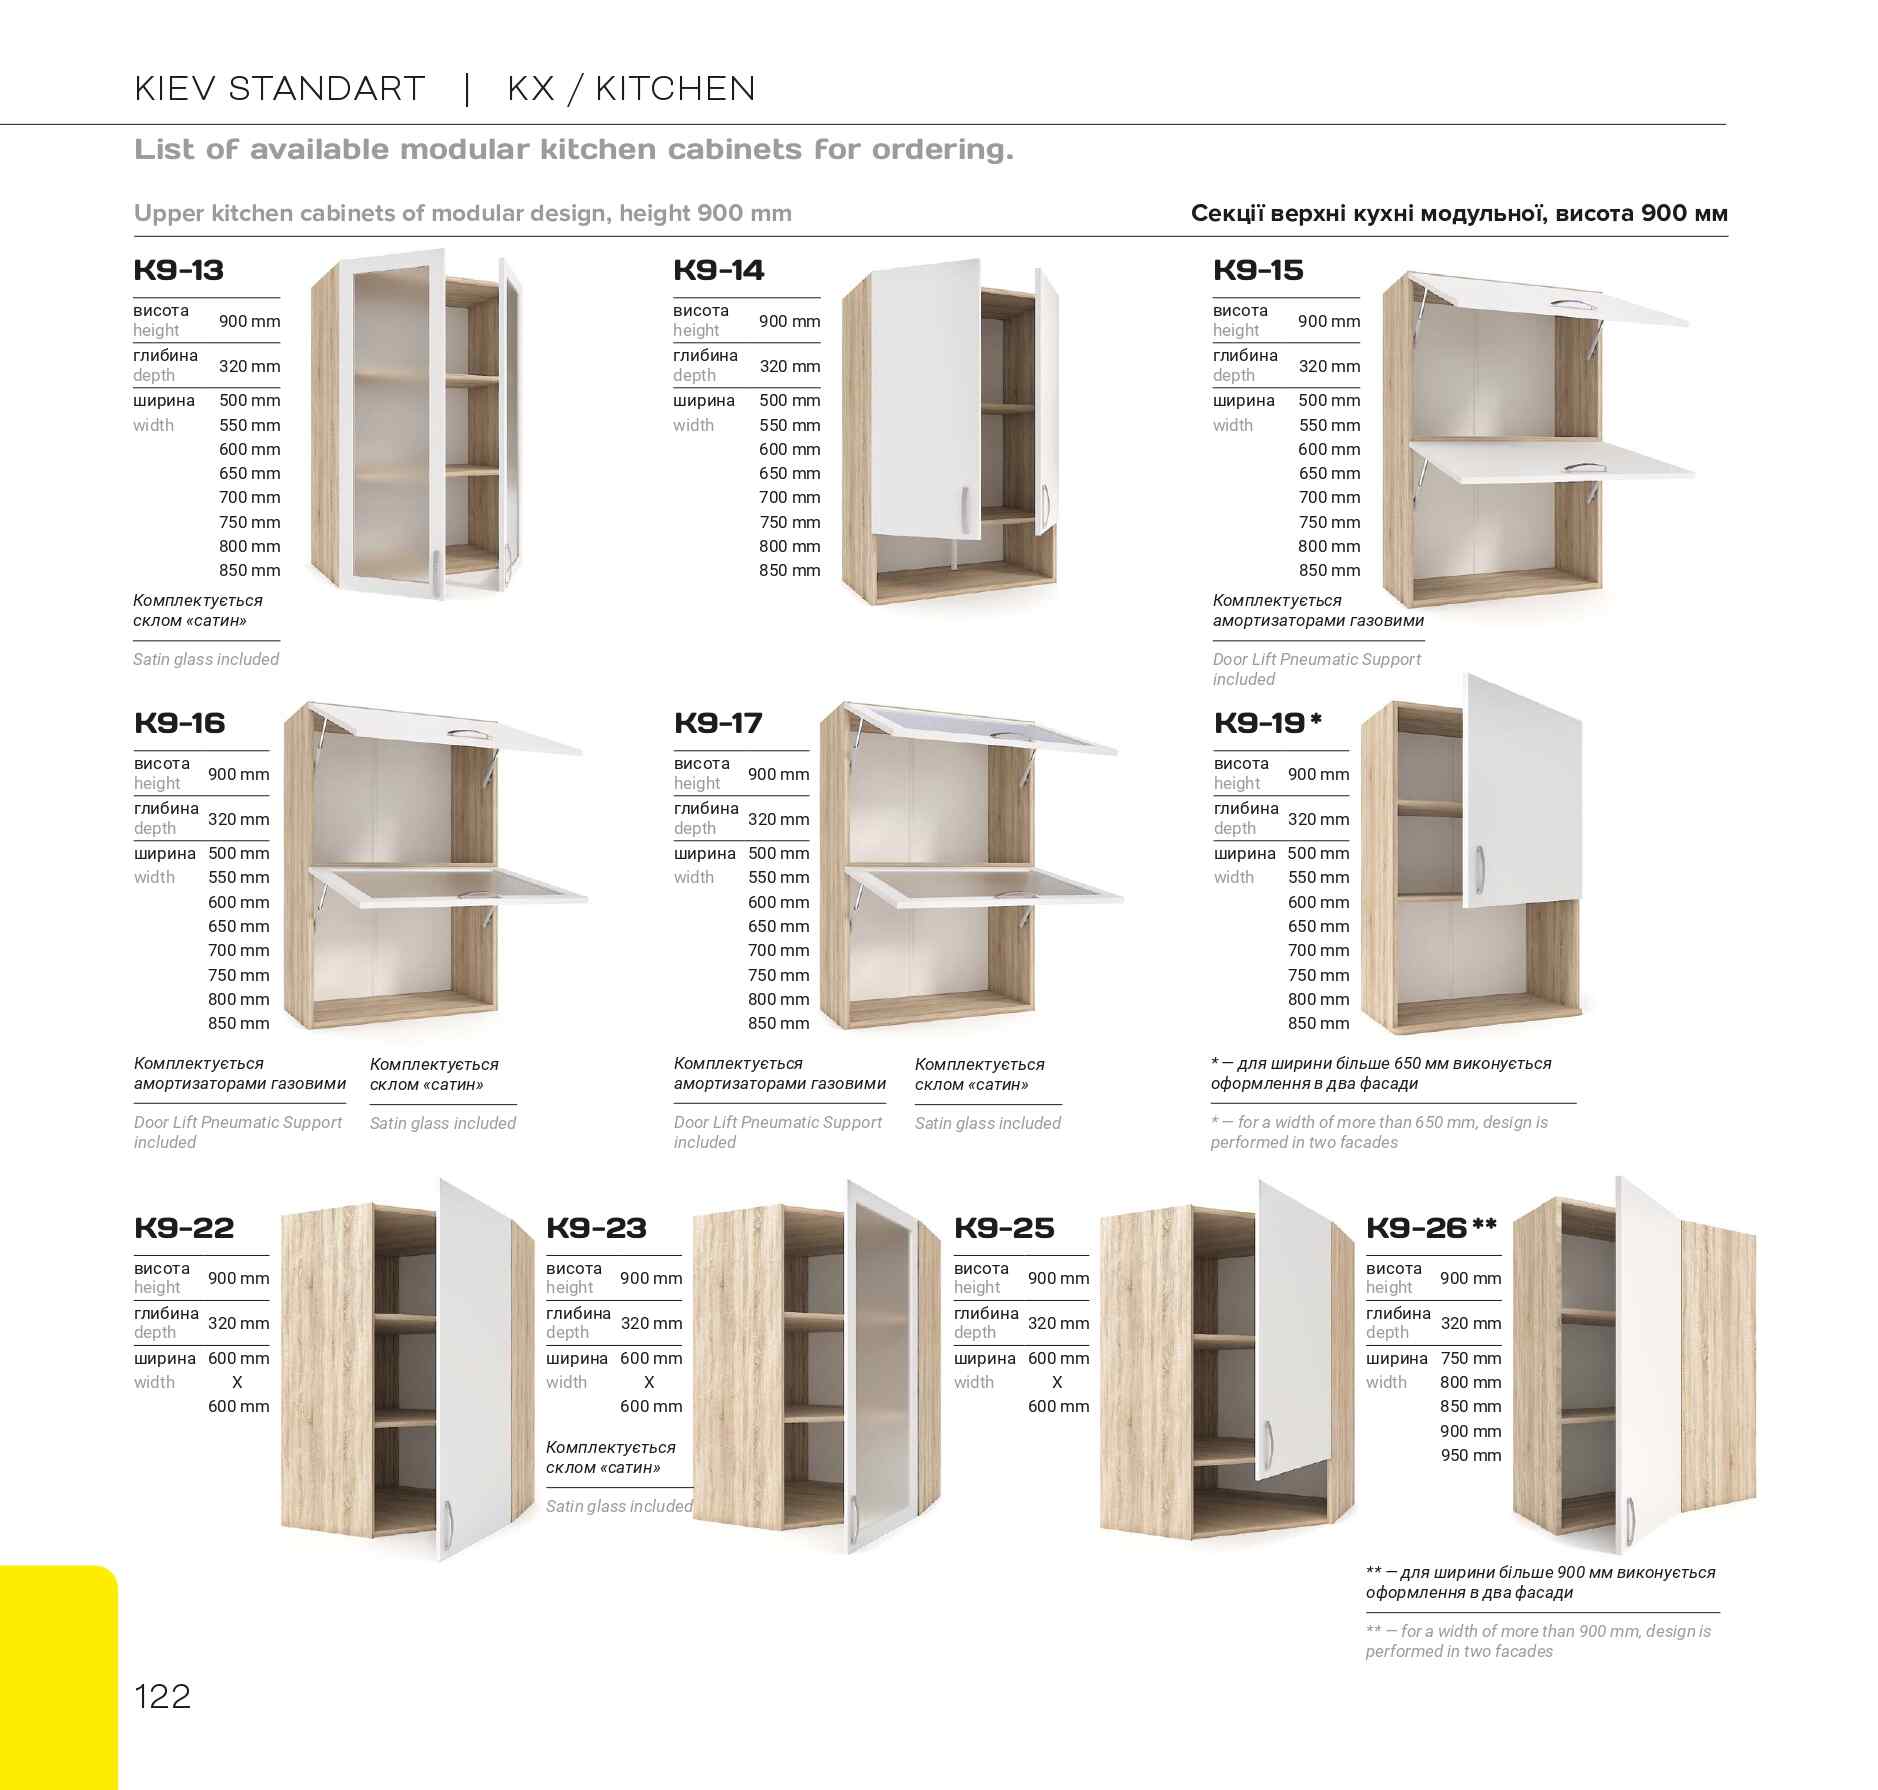 KIEV STANDART | KX / KITCHEN
List of available modular kitchen cabinets for ordering.
Upper kitchen cabinets of modular design, height 900 mm
Секції верхні кухні модульної, висота 900 мм
K9-13
висота
height
900 mm
глибина
depth
320 mm
ширина
width
500 mm
550 mm
600 mm
650 mm
700 mm
750 mm
800 mm
850 mm
Комплектується
склом «сатин»
Satin glass included
K9-14
висота
height
900 mm
глибина
depth
320 mm
ширина
width
500 mm
550 mm
600 mm
650 mm
700 mm
750 mm
800 mm
850 mm
K9-15
висота
height
900 mm
глибина
depth
320 mm
ширина
width
500 mm
550 mm
600 mm
650 mm
700 mm
750 mm
800 mm
850 mm
Комплектується
амортизаторами газовими
Door Lift Pneumatic Support
included
K9-16
висота
height
900 mm
глибина
depth
320 mm
ширина
width
500 mm
550 mm
600 mm
650 mm
700 mm
750 mm
800 mm
850 mm
Комплектується
амортизаторами газовими
Door Lift Pneumatic Support
included
Комплектується
склом «сатин»
Satin glass included
K9-17
висота
height
900 mm
глибина
depth
320 mm
ширина
width
500 mm
550 mm
600 mm
650 mm
700 mm
750 mm
800 mm
850 mm
Комплектується
амортизаторами газовими
Door Lift Pneumatic Support
included
Комплектується
склом «сатин»
Satin glass included
K9-19*
висота
height
900 mm
глибина
depth
320 mm
ширина
width
500 mm
550 mm
600 mm
650 mm
700 mm
750 mm
800 mm
850 mm
* — для ширини більше 650 мм виконується
оформлення в два фасади
* — for a width of more than 650 mm, design is
performed in two facades
K9-22
висота
height
900 mm
глибина
depth
320 mm
ширина
width
600 mm
X
600 mm
K9-23
висота
height
900 mm
глибина
depth
320 mm
ширина
width
600 mm
X
600 mm
Комплектується
склом «сатин»
Satin glass included
K9-25
висота
height
900 mm
глибина
depth
320 mm
ширина
width
600 mm
X
600 mm
K9-26**
висота
height
900 mm
глибина
depth
320 mm
ширина
width
750 mm
800 mm
850 mm
900 mm
950 mm
** — для ширини більше 900 мм виконується
оформлення в два фасади
** — for a width of more than 900 mm, design is
performed in two facades
122